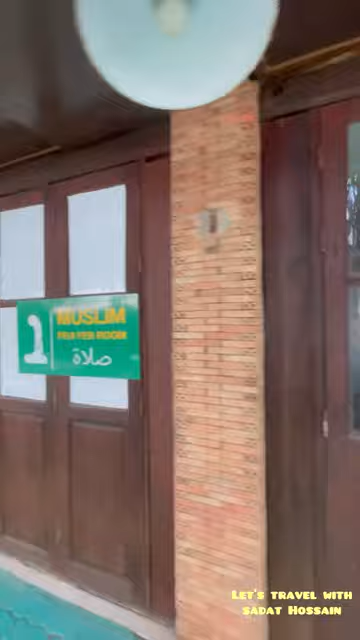 MUSLIM
PRAYER ROOM
صلاة
LET'S TRAVEL WITH
SADAT HOSSAIN